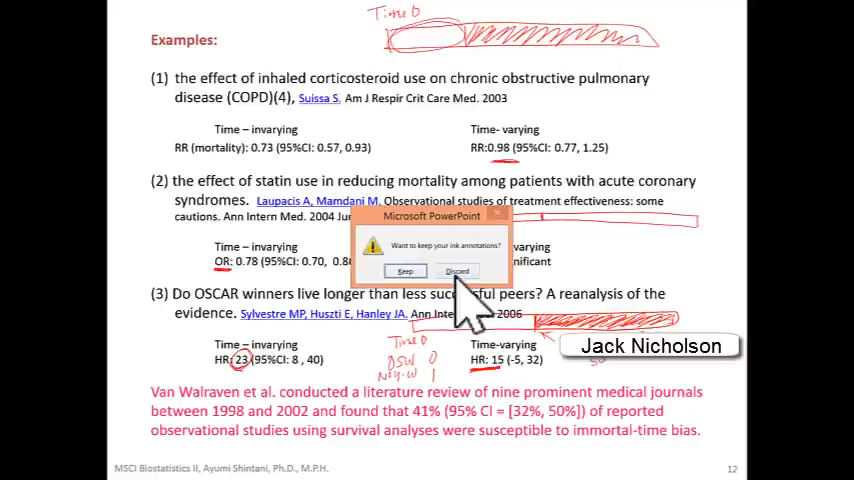 Time 0
Examples:
(1) the effect of inhaled corticosteroid use on chronic obstructive pulmonary
disease (COPD)(4), Suissa S. Am J Respir Crit Care Med. 2003
Time – invarying
Time- varying
RR (mortality): 0.73 (95%CI: 0.57, 0.93)
RR:0.98 (95%CI: 0.77, 1.25)
(2) the effect of statin use in reducing mortality among patients with acute coronary
syndromes. Laupacis A, Mamdani M. Observational studies of treatment effectiveness: some
cautions. Ann Intern Med. 2004 Jun
Microsoft PowerPoint
Want to keep your ink annotations?
Keep
Discard
Time – invarying
varying
OR: 0.78 (95%CI: 0.70,
(3) Do OSCAR winners live longer than less successful peers? A reanalysis of the
evidence. Sylvestre MP, Huszti E, Hanley JA. Ann Inte 2006
Time – invarying
Time 0
Time-varying
Jack Nicholson
HR: 23 (95%CI: 8 , 40)
OSW 0
HR: 15 (-5, 32)
1
Van Walraven et al. conducted a literature review of nine prominent medical journals
between 1998 and 2002 and found that 41% (95% CI = [32%, 50%]) of reported
observational studies using survival analyses were susceptible to immortal-time bias.
MSCI Biostatistics II, Ayumi Shintani, Ph.D., M.P.H.
12